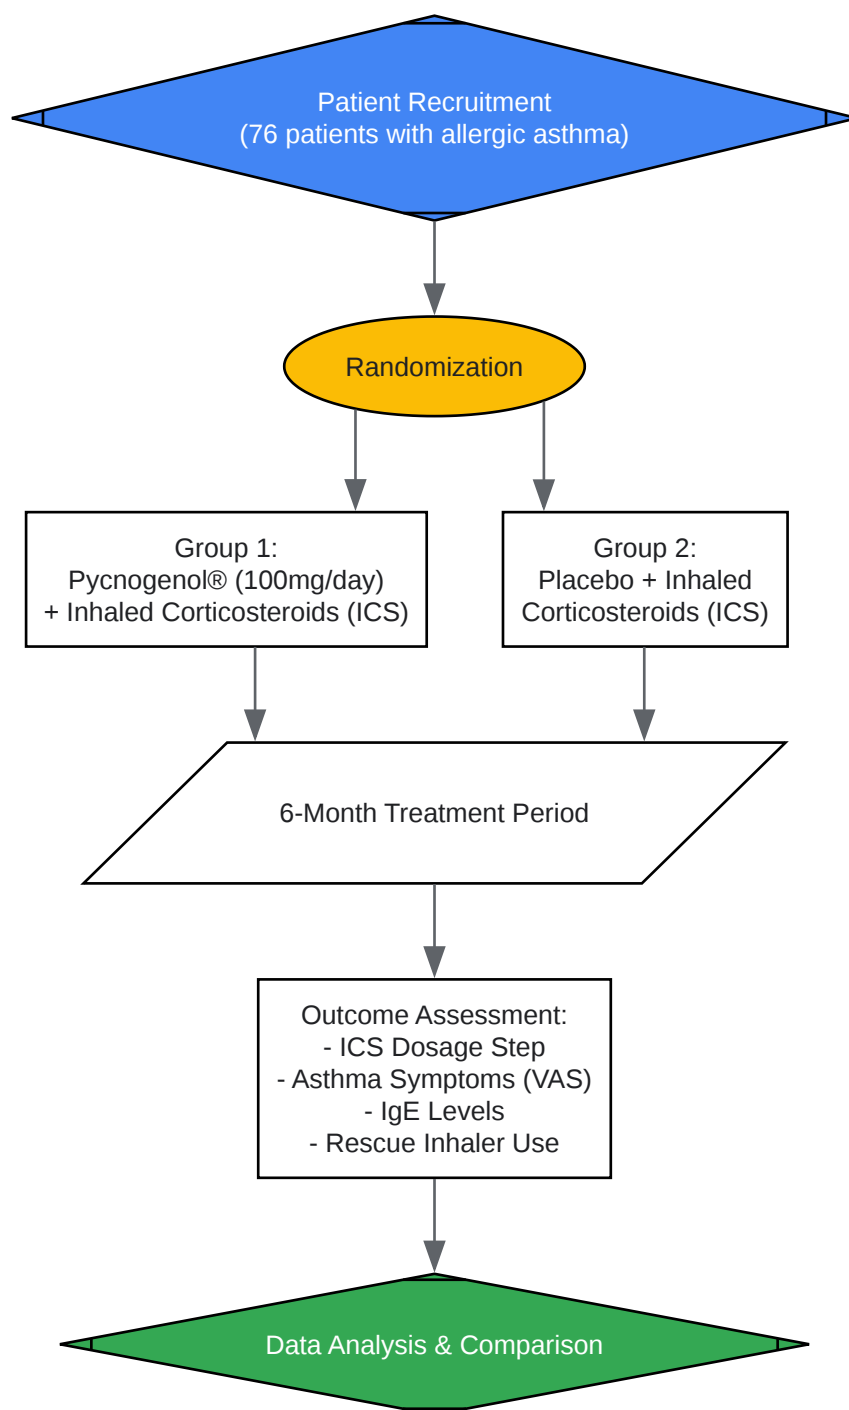 Patient Recruitment
(76 patients with allergic asthma)
Randomization
Group 1:
Pycnogenol® (100mg/day)
+ Inhaled Corticosteroids (ICS)
Group 2:
Placebo + Inhaled
Corticosteroids (ICS)
6-Month Treatment Period
Outcome Assessment:
- ICS Dosage Step
- Asthma Symptoms (VAS)
- IgE Levels
- Rescue Inhaler Use
Data Analysis & Comparison